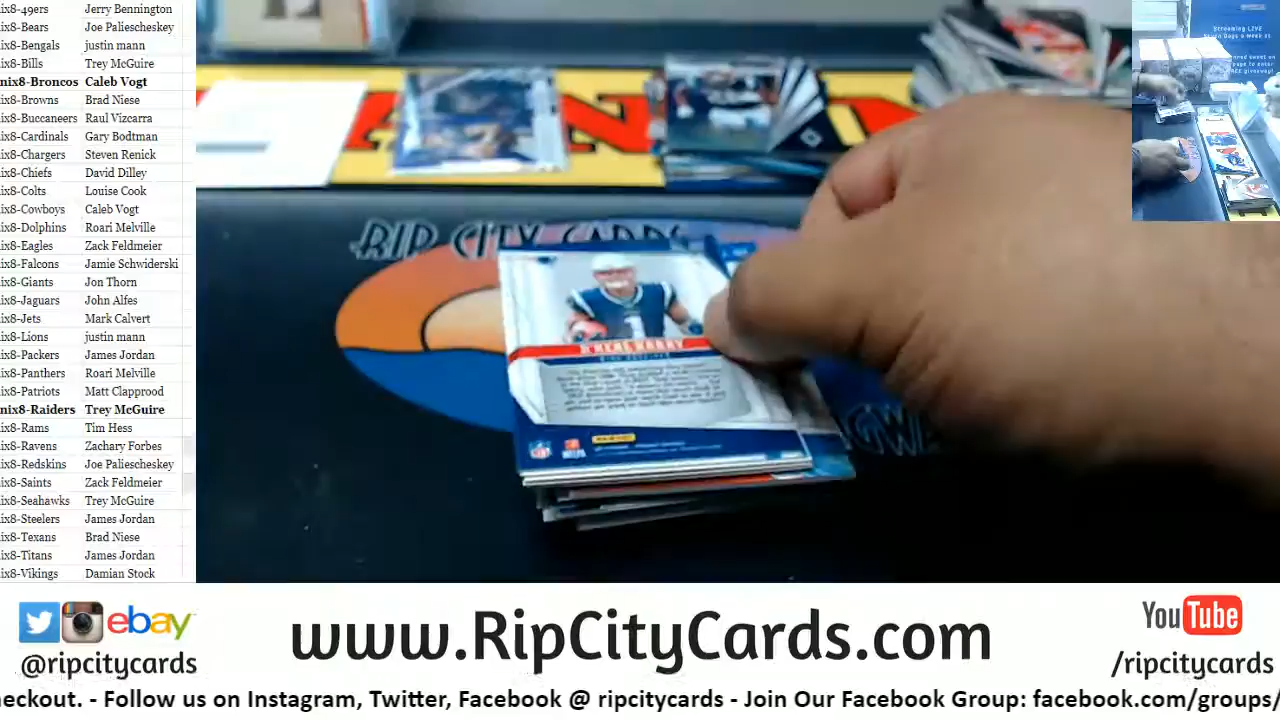 ix8-49ers Jerry Bennington
ix8-Bears Joe Paliescheskey
ix8-Bengals justin mann
ix8-Bills Trey McGuire
nix8-Broncos Caleb Vogt
ix8-Browns Brad Niese
ix8-Buccaneers Raul Vizcarra
ix8-Cardinals Gary Bodtman
ix8-Chargers Steven Renick
ix8-Chiefs David Dilley
ix8-Colts Louise Cook
ix8-Cowboys Caleb Vogt
ix8-Dolphins Roari Melville
ix8-Eagles Zack Feldmeier
ix8-Falcons Jamie Schwiderski
ix8-Giants Jon Thorn
ix8-Jaguars John Alfes
ix8-Jets Mark Calvert
ix8-Lions justin mann
ix8-Packers James Jordan
ix8-Panthers Roari Melville
ix8-Patriots Matt Clapprood
nix8-Raiders Trey McGuire
ix8-Rams Tim Hess
ix8-Ravens Zachary Forbes
ix8-Redskins Joe Paliescheskey
ix8-Saints Zack Feldmeier
ix8-Seahawks Trey McGuire
ix8-Steelers James Jordan
ix8-Texans Brad Niese
ix8-Titans James Jordan
ix8-Vikings Damian Stock
Streaming LIVE
RIP CITY CARDS
N'KEAL HARRY
WIDE RECEIVER
ebay
@ripcitycards
www.RipCityCards.com
YouTube
/ripcitycards
heckout. - Follow us on Instagram, Twitter, Facebook @ ripcitycards - Join Our Facebook Group: facebook.com/groups/